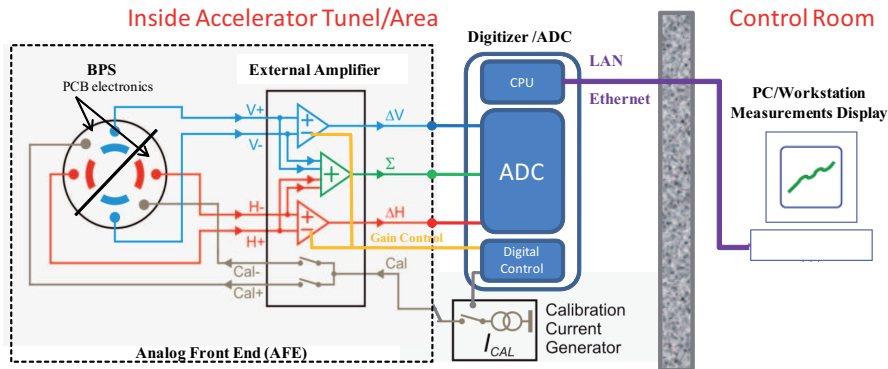 Inside Accelerator Tunel/Area
Control Room
Digitizer /ADC
BPS
PCB electronics
External Amplifier
CPU
LAN
Ethernet
PC/Workstation
Measurements Display
V+
V-
ΔV
Σ
ADC
H-
H+
ΔH
Gain Control
Digital
Control
Cal-
Cal+
Cal
Calibration
Current
Generator
I CAL
Analog Front End (AFE)